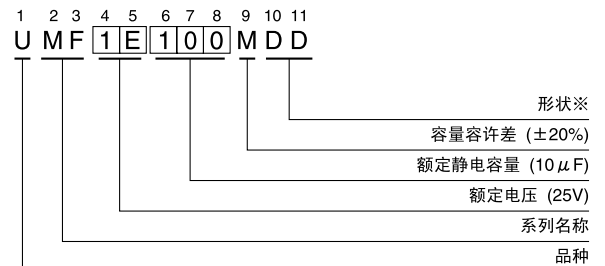 1 2 3 4 5 6 7 8 9 10 11
U M F 1 E 1 0 0 M D D
形状※
容量容许差 (±20%)
额定静电容量 (10μF)
额定电压 (25V)
系列名称
品种